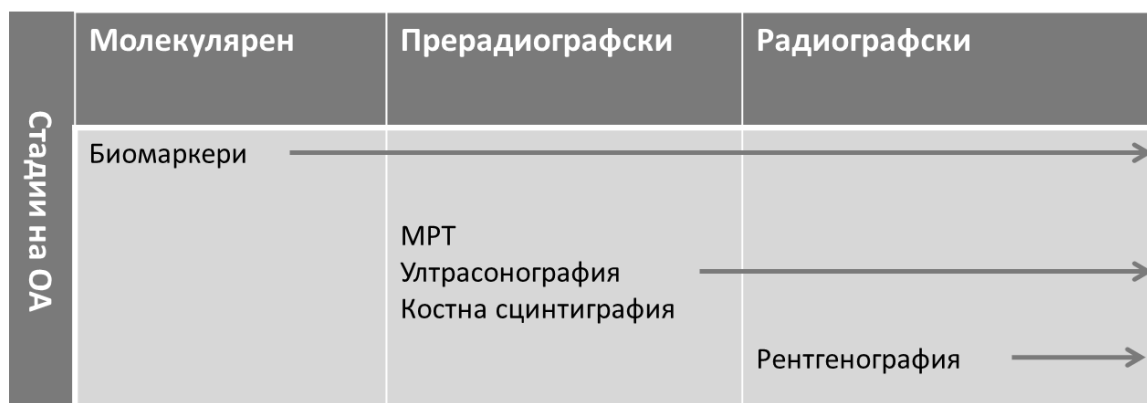 Стадии на ОА
Молекулярен
Прерадиографски
Радиографски
Биомаркери
МРТ
Ултрасонография
Костна сцинтиграфия
Рентгенография